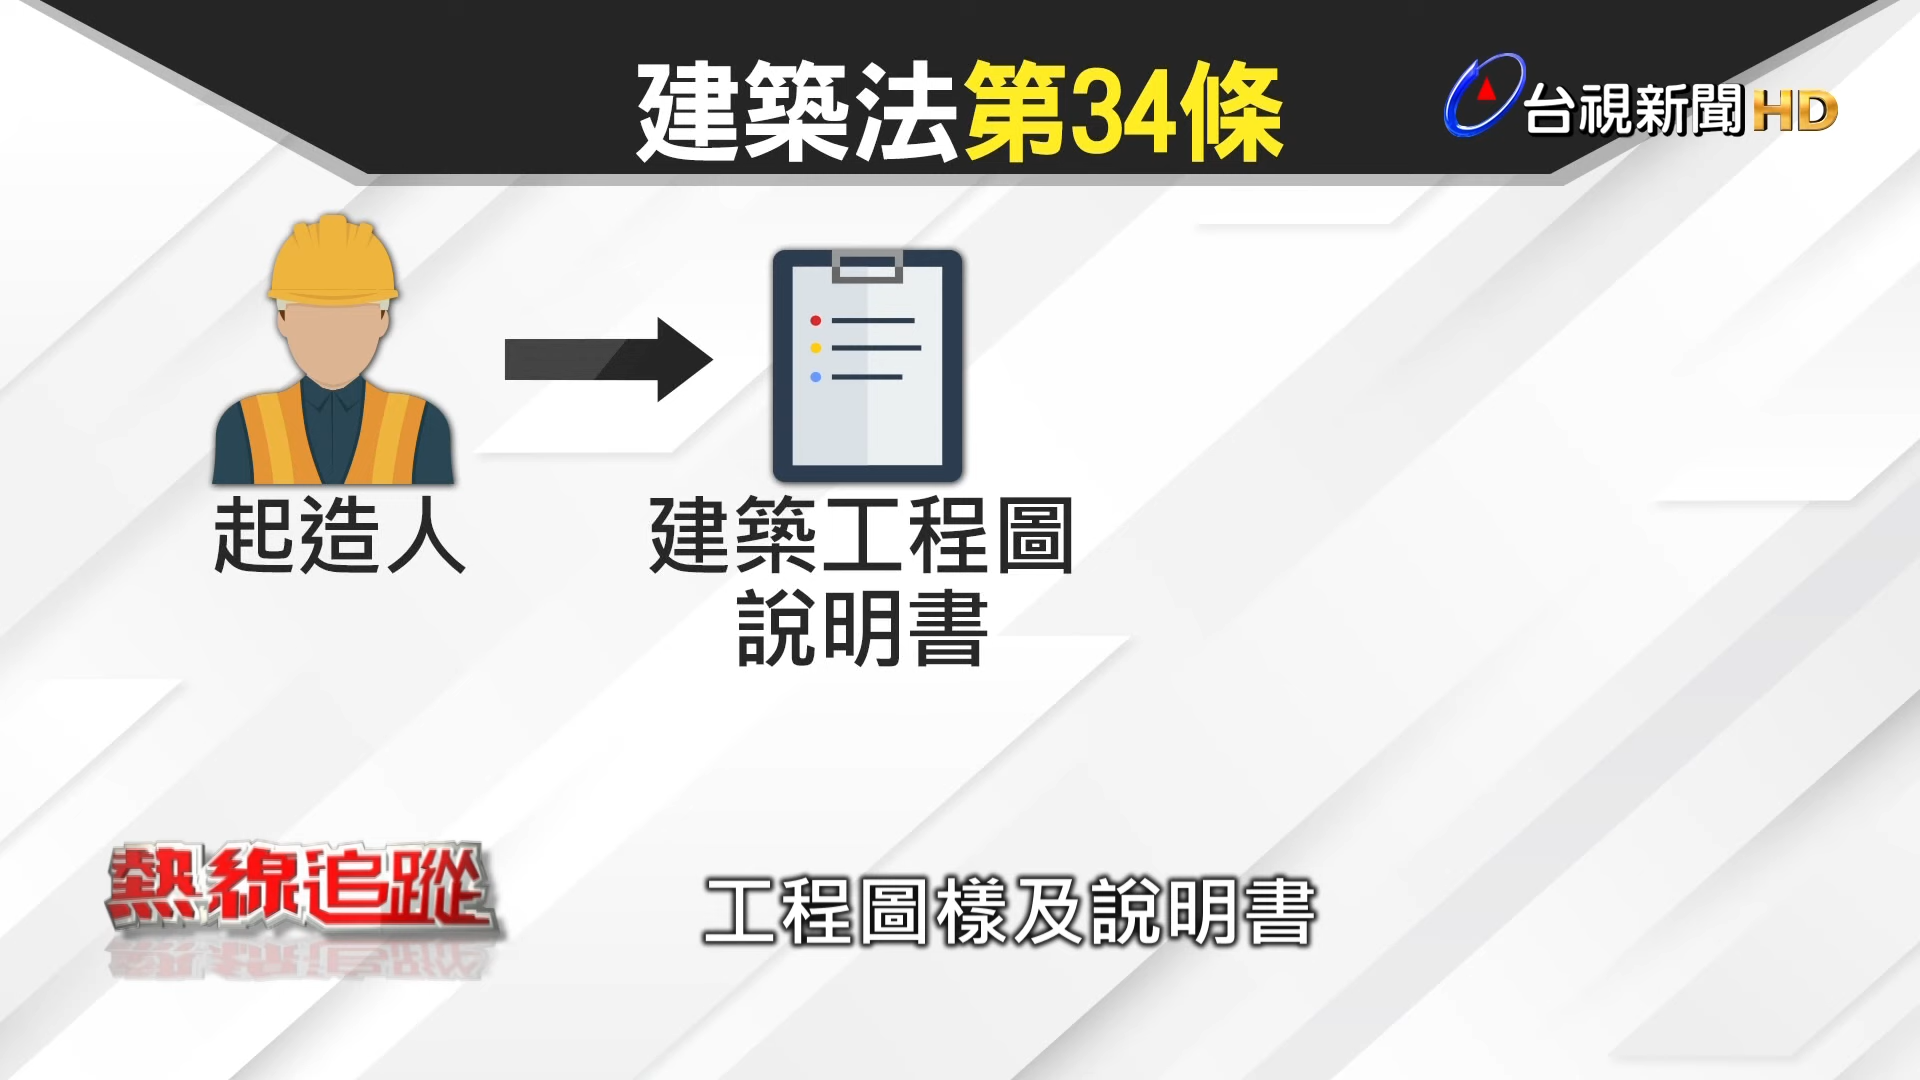 建築法第34條
台視新聞HD
起造人
建築工程圖
說明書
熱線追蹤
工程圖樣及說明書